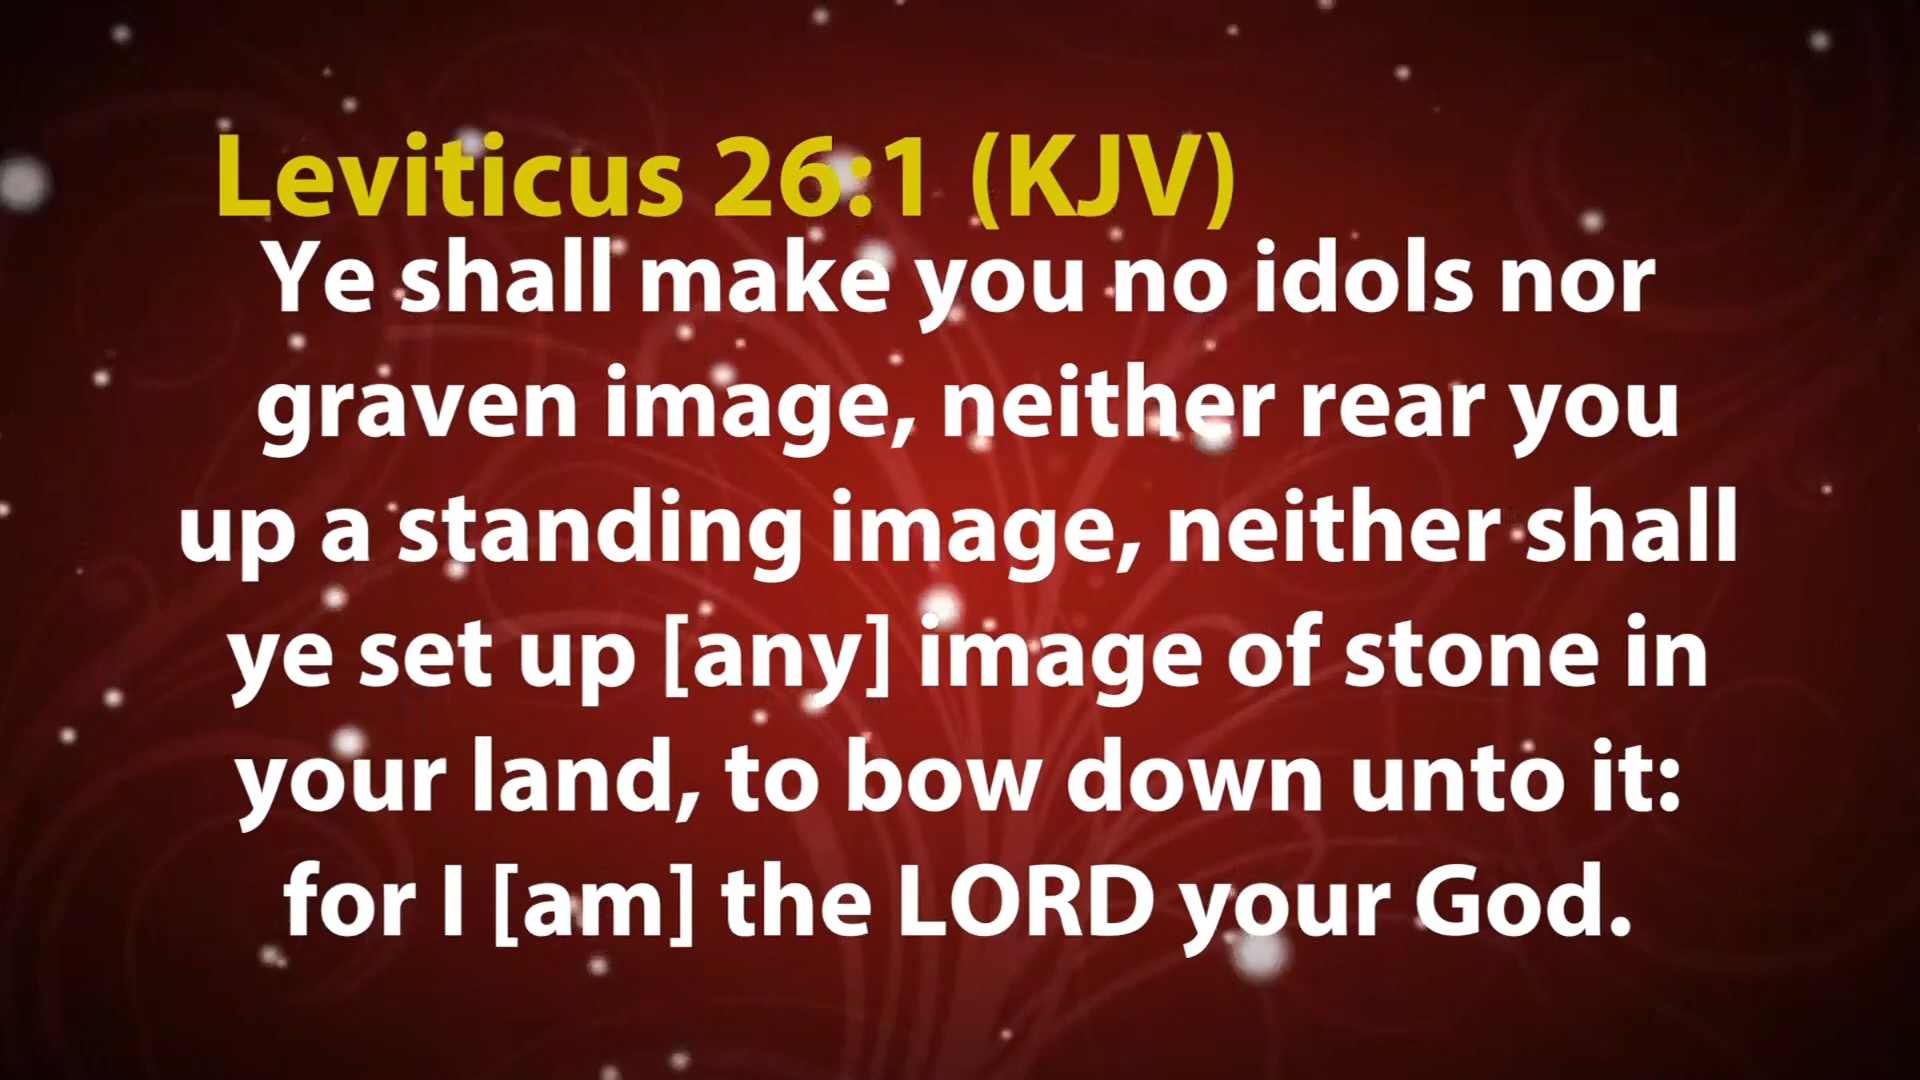 Leviticus 26:1 (KJV)
Ye shall make you no idols nor
graven image, neither rear you
up a standing image, neither shall
ye set up [any] image of stone in
your land, to bow down unto it:
for I [am] the LORD your God.